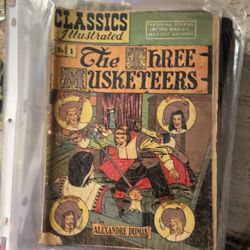 CLASSICS
Illustrated
FEATURING STORIES
BY THE WORLD'S
GREATEST AUTHORS
No. 1
The Three
Musketeers
ALEXANDRE DUMAS